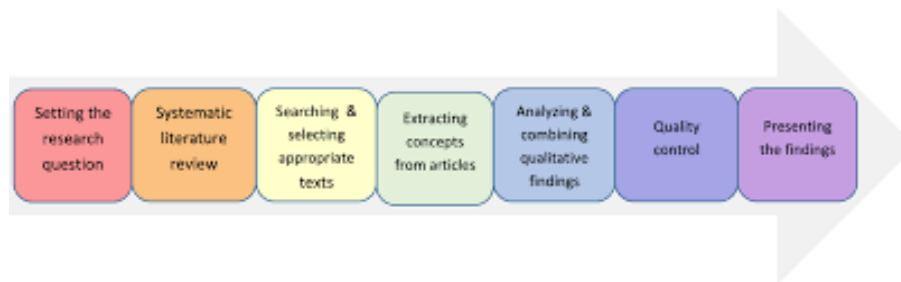 Setting the
research
question
Systematic
literature
review
Searching &
selecting
appropriate
texts
Extracting
concepts
from articles
Analyzing &
combining
qualitative
findings
Quality
control
Presenting
the findings